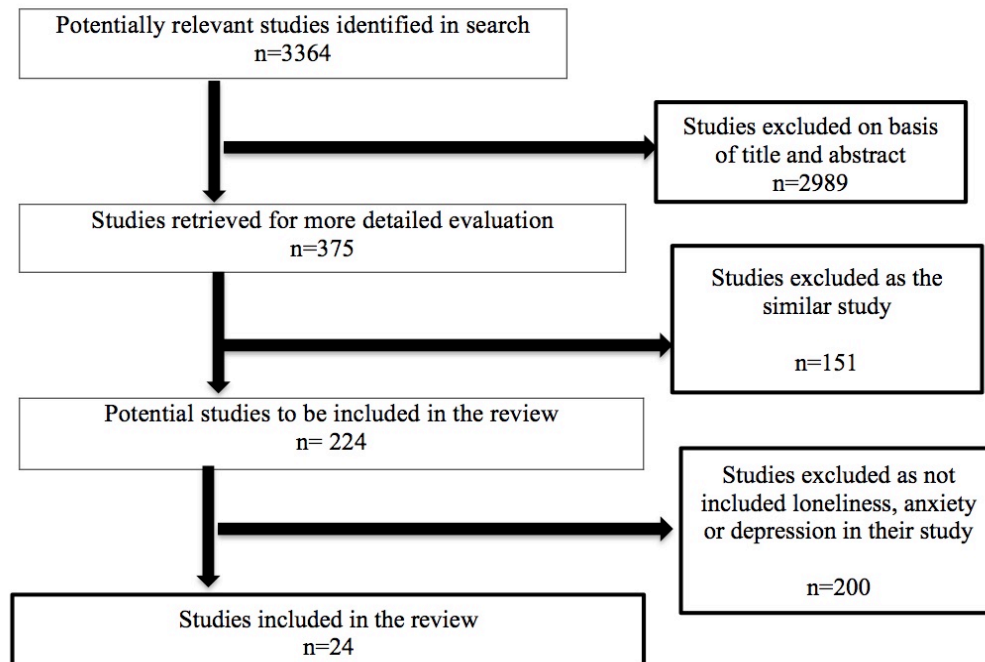 Potentially relevant studies identified in search
n=3364
Studies excluded on basis
of title and abstract
n=2989
Studies retrieved for more detailed evaluation
n=375
Studies excluded as the
similar study
n=151
Potential studies to be included in the review
n= 224
Studies excluded as not
included loneliness, anxiety
or depression in their study
n=200
Studies included in the review
n=24